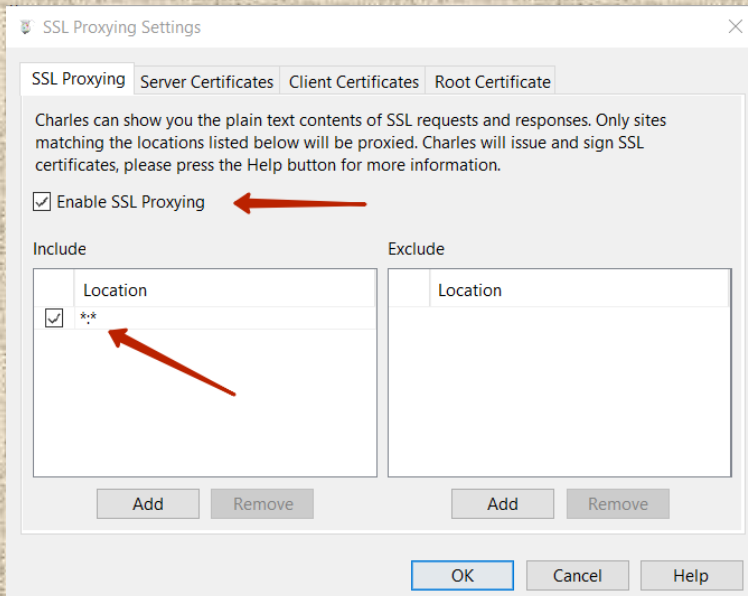 SSL Proxying Settings
SSL Proxying
Server Certificates
Client Certificates
Root Certificate
Charles can show you the plain text contents of SSL requests and responses. Only sites
matching the locations listed below will be proxied. Charles will issue and sign SSL
certificates, please press the Help button for more information.
Enable SSL Proxying
Include
Exclude
Location
Location
*:*
Add
Remove
Add
Remove
OK
Cancel
Help